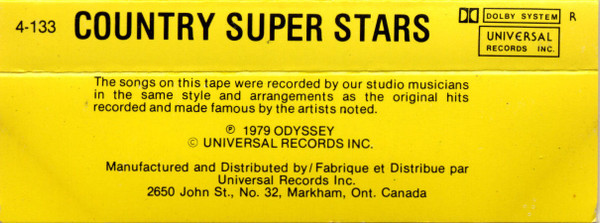 4-133 COUNTRY SUPER STARS DOLBY SYSTEM R
UNIVERSAL
RECORDS INC.
The songs on this tape were recorded by our studio musicians
in the same style and arrangements as the original hits
recorded and made famous by the artists noted.
℗ 1979 ODYSSEY
© UNIVERSAL RECORDS INC.
Manufactured and Distributed by/Fabrique et Distribue par
Universal Records Inc.
2650 John St., No. 32, Markham, Ont. Canada